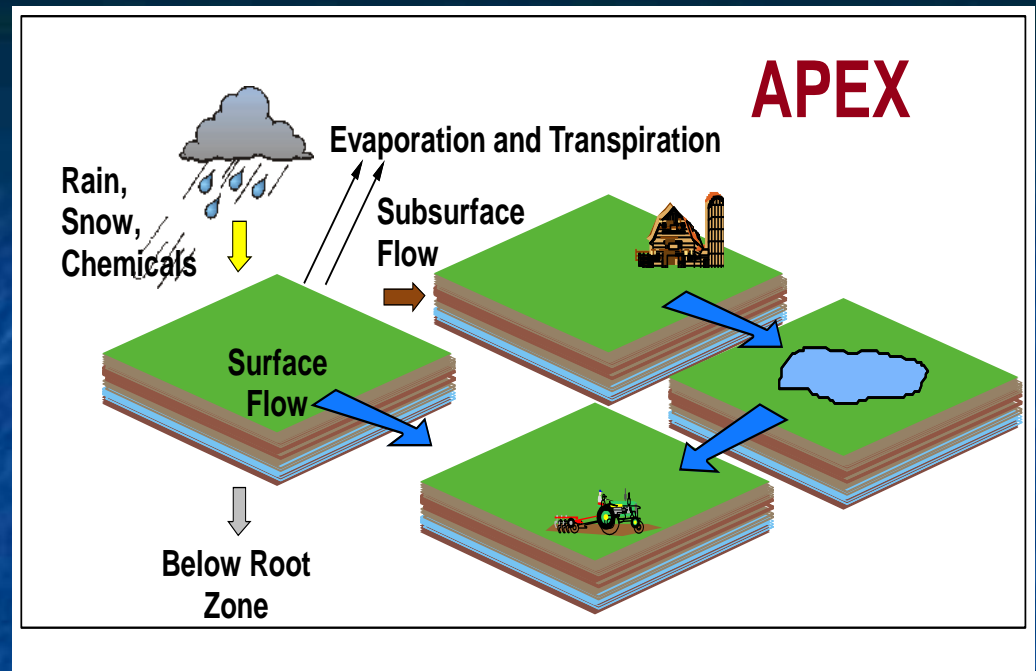 APEX
Evaporation and Transpiration
Rain,
Snow,
Chemicals
Subsurface
Flow
Surface
Flow
Below Root
Zone